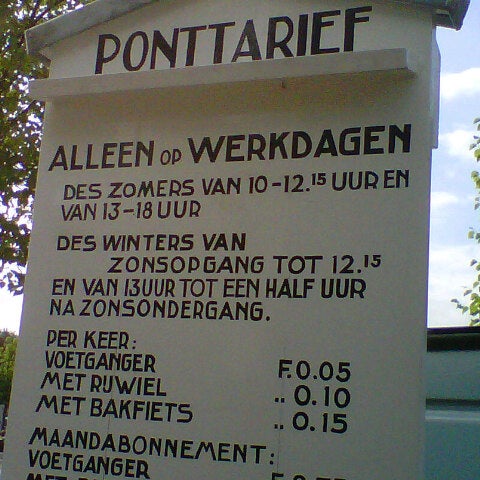 PONTTARIEF
ALLEEN OP WERKDAGEN
DES ZOMERS VAN 10-12.15 UUR EN
VAN 13-18 UUR
DES WINTERS VAN
ZONSOPGANG TOT 12.15
EN VAN 13 UUR TOT EEN HALF UUR
NA ZONSONDERGANG.
PER KEER:
VOETGANGER F. 0.05
MET RIJWIEL „ 0.10
MET BAKFIETS „ 0.15
MAANDABONNEMENT:
VOETGANGER